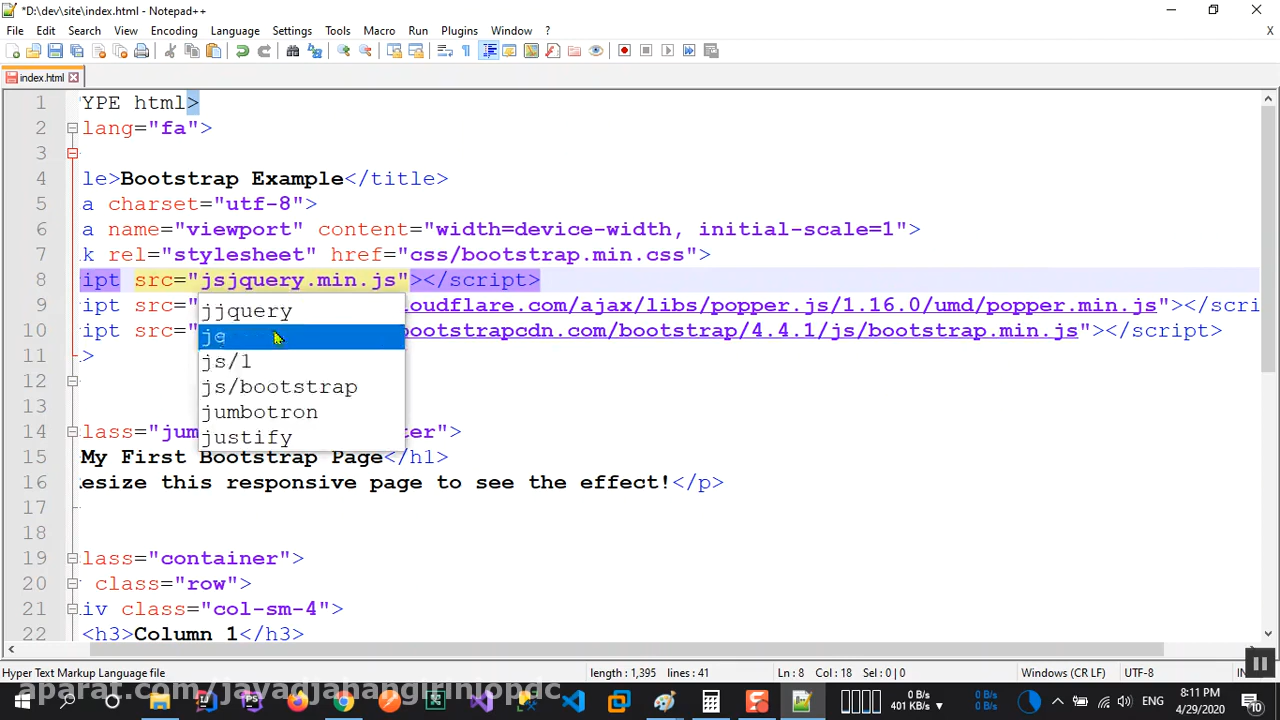 *D:\dev\site\index.html - Notepad++
File Edit Search View Encoding Language Settings Tools Macro Run Plugins Window ? X
index.html
1 YPE html>
2 lang="fa">
3
4 le>Bootstrap Example</title>
5 a charset="utf-8">
6 a name="viewport" content="width=device-width, initial-scale=1">
7 k rel="stylesheet" href="css/bootstrap.min.css">
8 ipt src="jsjquery.min.js"></script>
9 ipt src=" oudflare.com/ajax/libs/popper.js/1.16.0/umd/popper.min.js"></scri
10 ipt src=" bootstrapcdn.com/bootstrap/4.4.1/js/bootstrap.min.js"></script>
11 >
12
13
14 lass="jum ter">
15 My First Bootstrap Page</h1>
16 esize this responsive page to see the effect!</p>
17
18
19 lass="container">
20 class="row">
21 iv class="col-sm-4">
22 <h3>Column 1</h3>
jjquery
js/1
js/bootstrap
jumbotron
justify
Hyper Text Markup Language file length : 1,395 lines : 41 Ln : 8 Col : 18 Sel : 0 | 0 Windows (CR LF) UTF-8 IN
0 B/s 0 B/s
401 KB/s 0 B/s
ENG
8:11 PM
4/29/2020
10